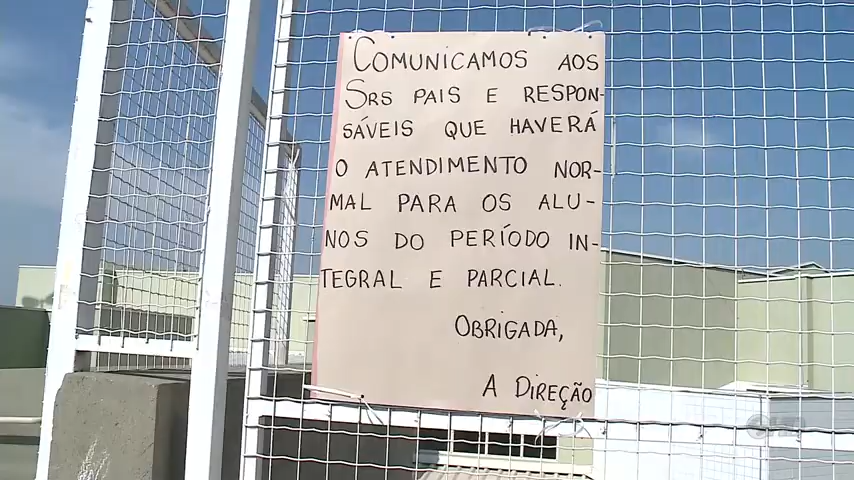 COMUNICAMOS AOS
SRS PAIS E RESPON-
SÁVEIS QUE HAVERÁ
O ATENDIMENTO NOR-
MAL PARA OS ALU-
NOS DO PERÍODO IN-
TEGRAL E PARCIAL.
OBRIGADA,
A DIREÇÃO